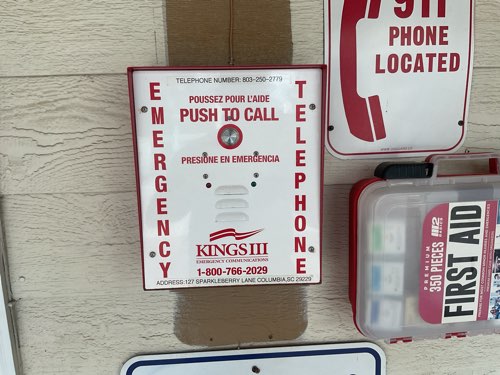 TELEPHONE NUMBER: 803-250-2779
POUSSEZ POUR L'AIDE
PUSH TO CALL
PRESIONE EN EMERGENCIA
EMERGENCY
TELEPHONE
KINGS III
EMERGENCY COMMUNICATIONS
1-800-766-2029
ADDRESS:127 SPARKLEBERRY LANE COLUMBIA,SC 29229
911
PHONE
LOCATED
M2
PREMIUM
350 PIECES
FIRST AID